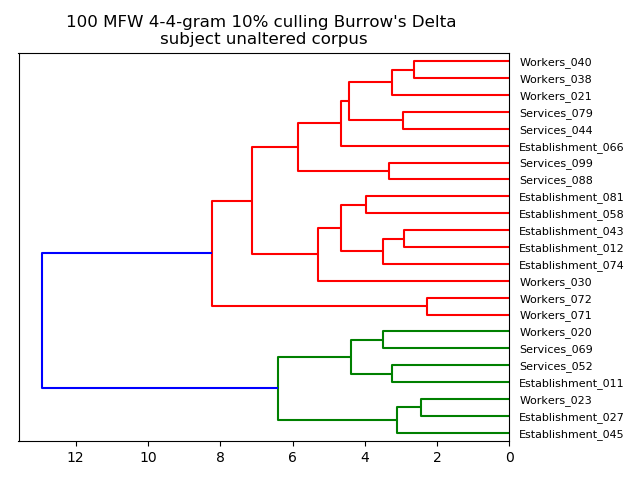 100 MFW 4-4-gram 10% culling Burrow's Delta
subject unaltered corpus
Workers_040
Workers_038
Workers_021
Services_079
Services_044
Establishment_066
Services_099
Services_088
Establishment_081
Establishment_058
Establishment_043
Establishment_012
Establishment_074
Workers_030
Workers_072
Workers_071
Workers_020
Services_069
Services_052
Establishment_011
Workers_023
Establishment_027
Establishment_045
12 10 8 6 4 2 0